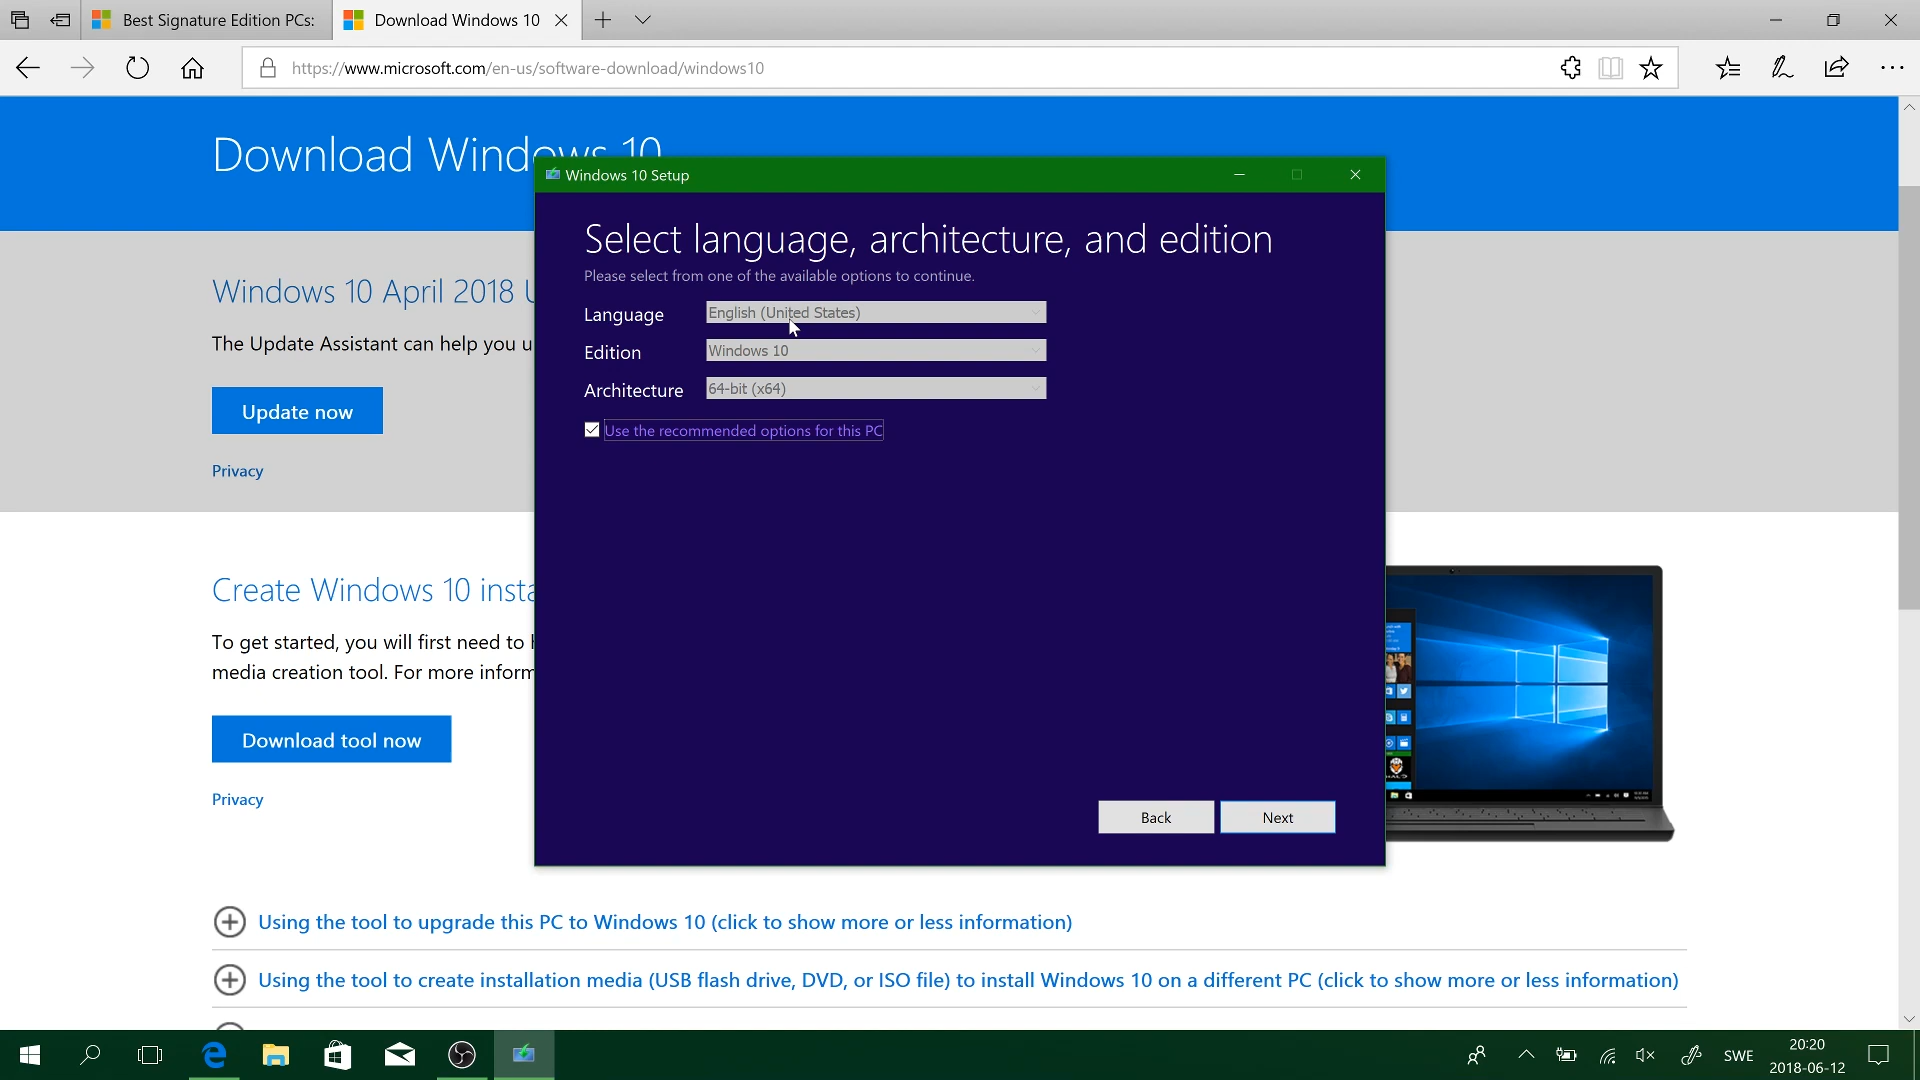 Best Signature Edition PCs:
Download Windows 10
https://www.microsoft.com/en-us/software-download/windows10
Download Windows 10
Windows 10 Setup
Select language, architecture, and edition
Please select from one of the available options to continue.
Language
English (United States)
Edition
Windows 10
Architecture
64-bit (x64)
Use the recommended options for this PC
Back
Next
Windows 10 April 2018 U
The Update Assistant can help you u
Update now
Privacy
Create Windows 10 insta
To get started, you will first need to
media creation tool. For more inform
Download tool now
Privacy
Using the tool to upgrade this PC to Windows 10 (click to show more or less information)
Using the tool to create installation media (USB flash drive, DVD, or ISO file) to install Windows 10 on a different PC (click to show more or less information)
SWE
20:20
2018-06-12